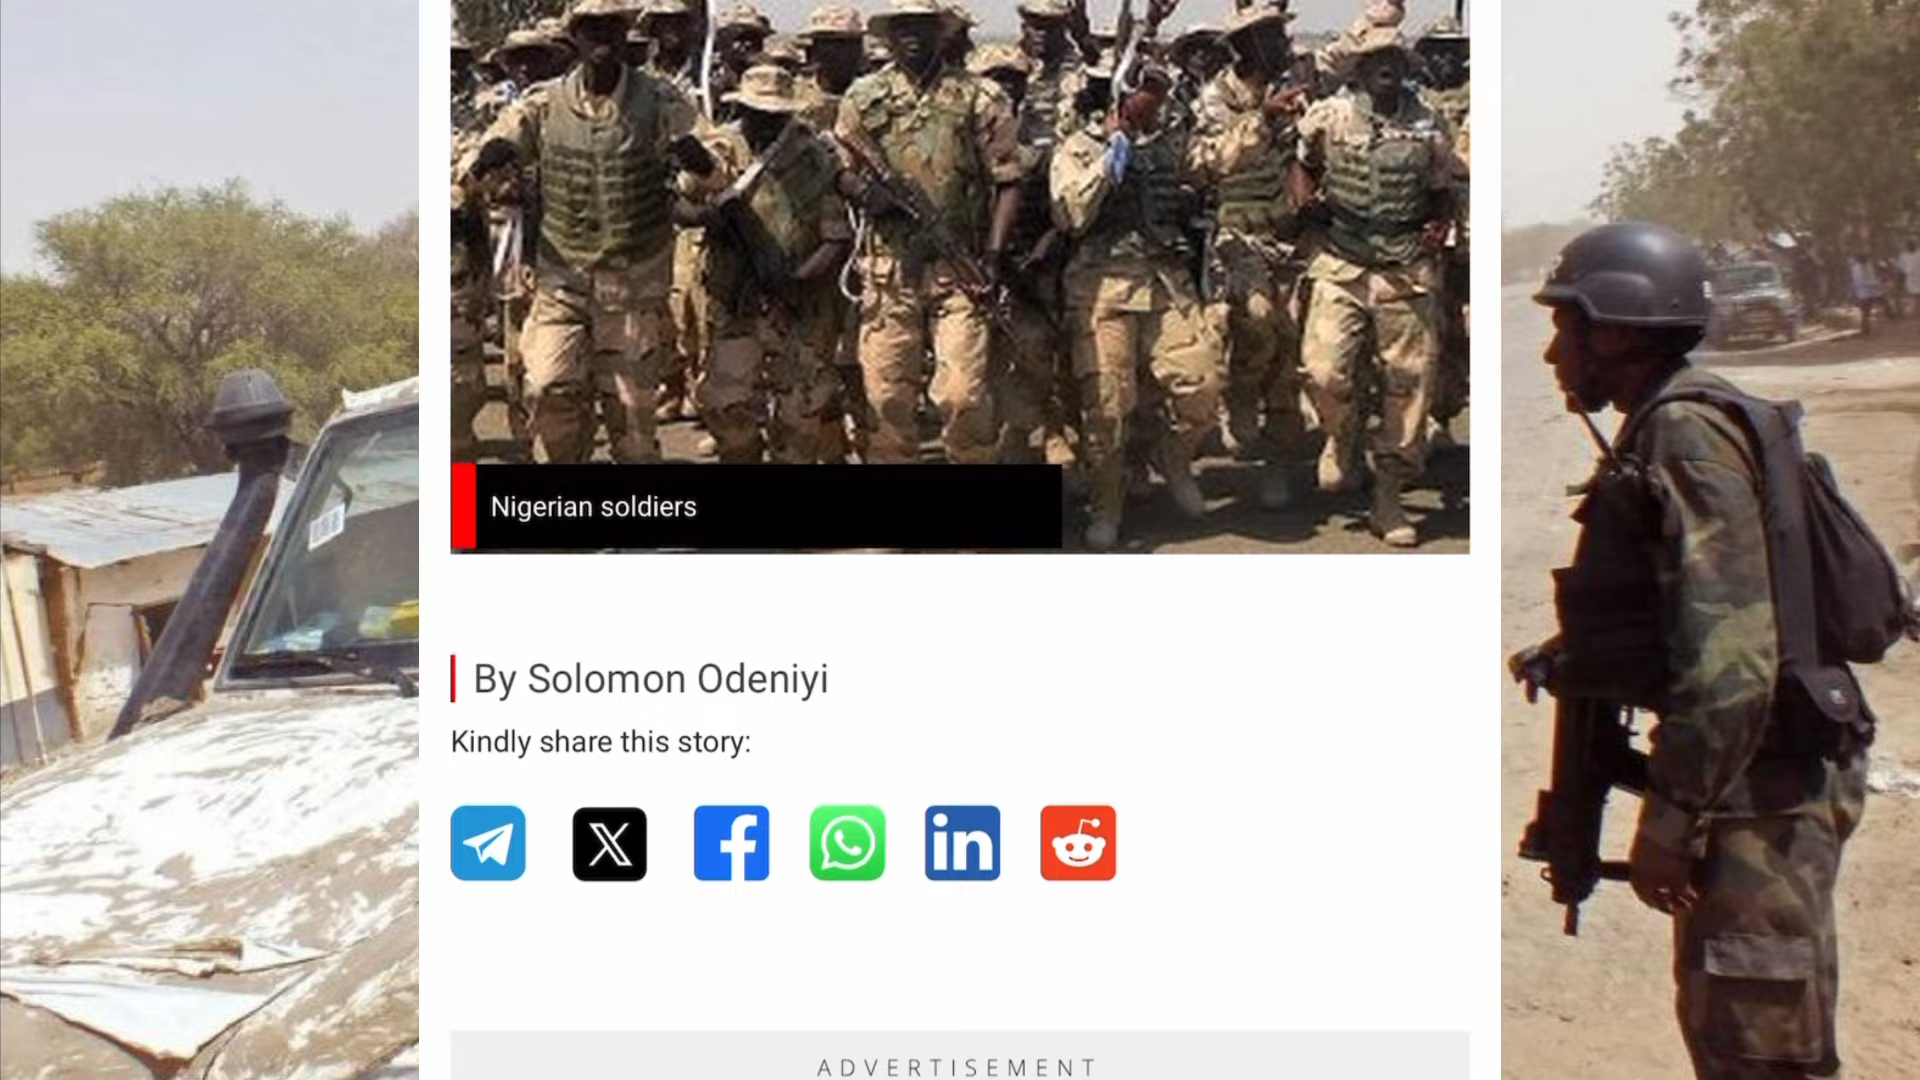 Nigerian soldiers
By Solomon Odeniyi
Kindly share this story:
ADVERTISEMENT